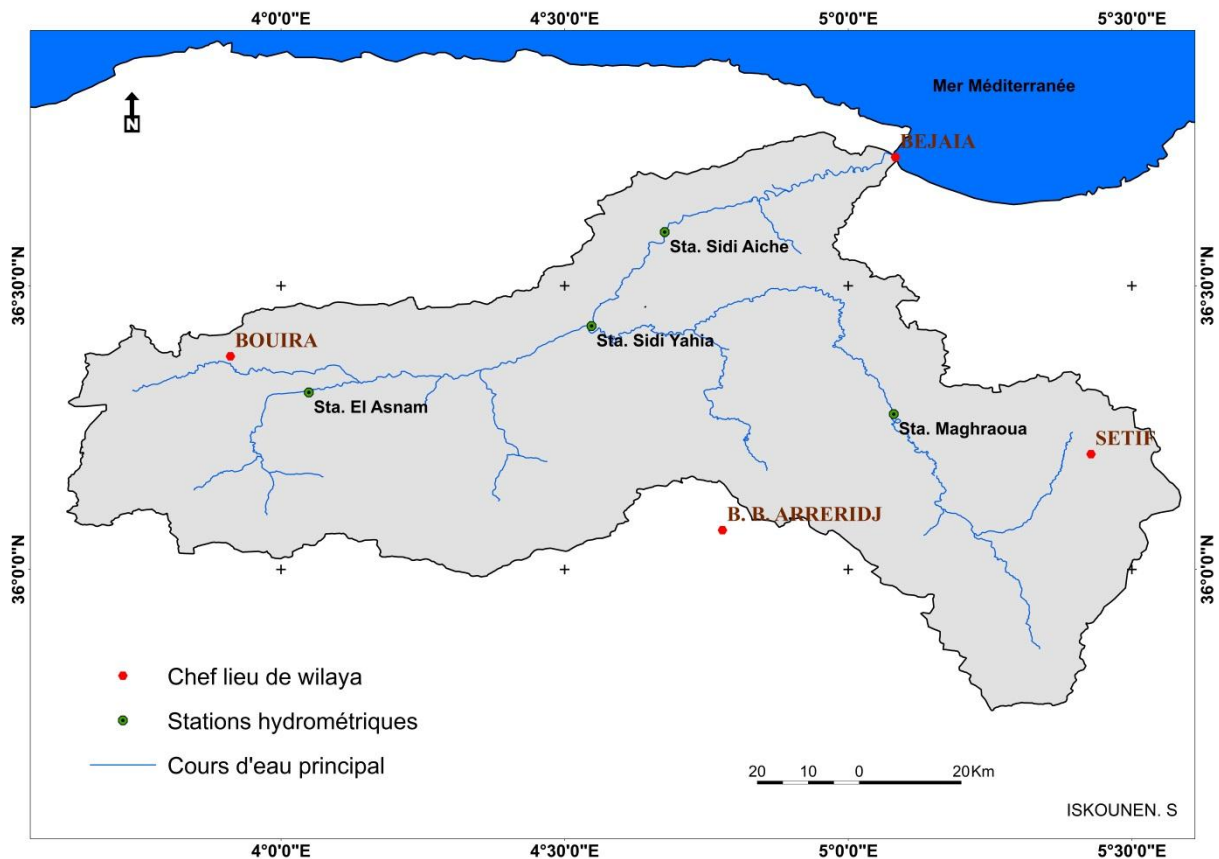 4°0'0"E
4°30'0"E
5°0'0"E
5°30'0"E
Mer Méditerranée
N
BEJAIA
Sta. Sidi Aiche
36°30'0"N
36°30'0"N
Sta. Sidi Yahia
BOUIRA
Sta. El Asnam
Sta. Maghraoua
SETIF
B. B. ARRERIDJ
36°0'0"N
36°0'0"N
Chef lieu de wilaya
Stations hydrométriques
Cours d'eau principal
20 10 0 20Km
ISKOUNEN. S
4°0'0"E
4°30'0"E
5°0'0"E
5°30'0"E